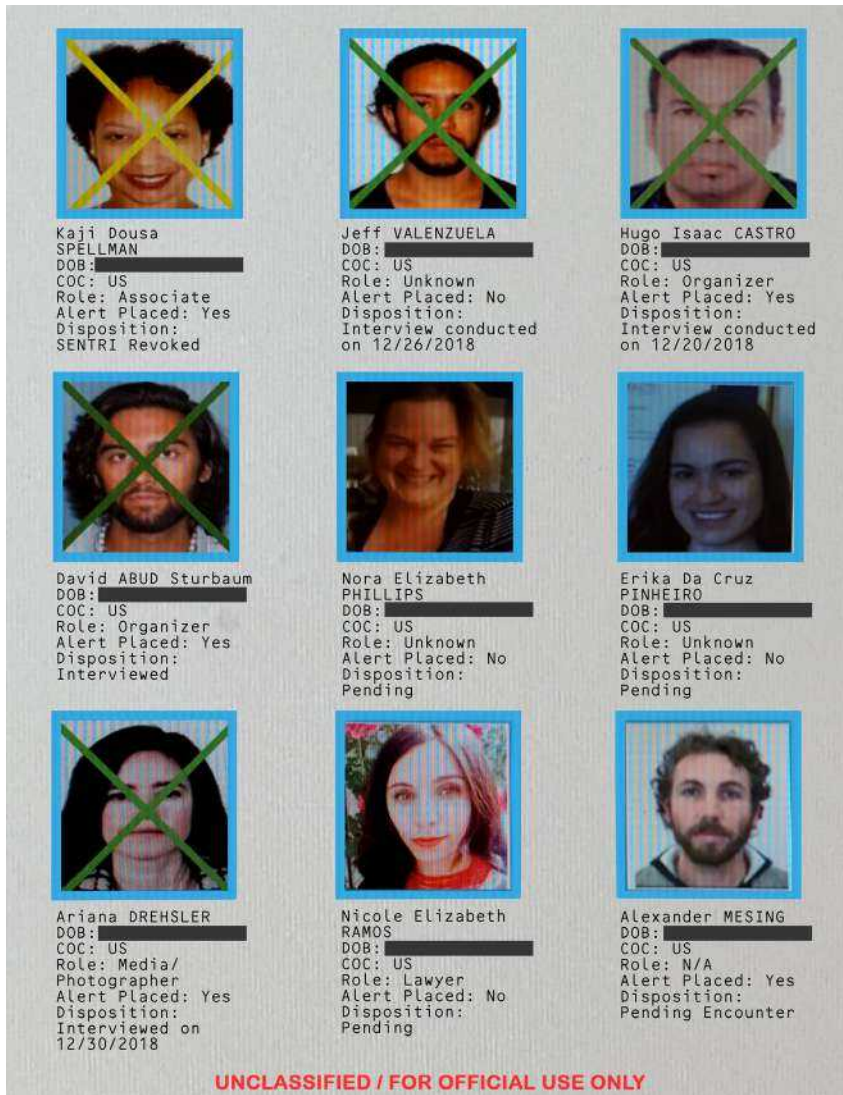 Kaji Dousa
SPELLMAN
DOB:
COC: US
Role: Associate
Alert Placed: Yes
Disposition:
SENTRI Revoked
Jeff VALENZUELA
DOB:
COC: US
Role: Unknown
Alert Placed: No
Disposition:
Interview conducted
on 12/26/2018
Hugo Isaac CASTRO
DOB:
COC: US
Role: Organizer
Alert Placed: Yes
Disposition:
Interview conducted
on 12/20/2018
David ABUD Sturbaum
DOB:
COC: US
Role: Organizer
Alert Placed: Yes
Disposition:
Interviewed
Nora Elizabeth
PHILLIPS
DOB:
COC: US
Role: Unknown
Alert Placed: No
Disposition:
Pending
Erika Da Cruz
PINHEIRO
DOB:
COC: US
Role: Unknown
Alert Placed: No
Disposition:
Pending
Ariana DREHSLER
DOB:
COC: US
Role: Media/
Photographer
Alert Placed: Yes
Disposition:
Interviewed on
12/30/2018
Nicole Elizabeth
RAMOS
DOB:
COC: US
Role: Lawyer
Alert Placed: No
Disposition:
Pending
Alexander MESING
DOB:
COC: US
Role: N/A
Alert Placed: Yes
Disposition:
Pending Encounter
UNCLASSIFIED / FOR OFFICIAL USE ONLY